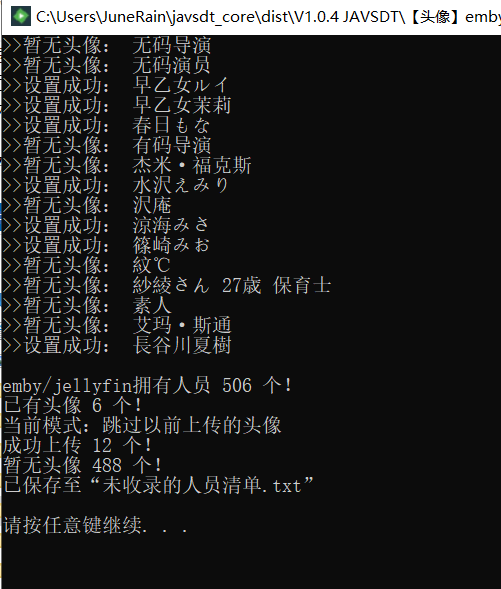 C:\Users\JuneRain\javsdt_core\dist\V1.0.4 JAVSDT\【头像】emby
>>暂无头像： 无码导演
>>暂无头像： 无码演员
>>设置成功： 早乙女ルイ
>>设置成功： 早乙女茉莉
>>设置成功： 春日もな
>>暂无头像： 有码导演
>>暂无头像： 杰米·福克斯
>>设置成功： 水沢えみり
>>暂无头像： 沢庵
>>设置成功： 涼海みさ
>>设置成功： 篠崎みお
>>暂无头像： 紋℃
>>暂无头像： 紗綾さん 27歳 保育士
>>暂无头像： 素人
>>暂无头像： 艾玛·斯通
>>设置成功： 長谷川夏樹
emby/jellyfin拥有人员 506 个！
已有头像 6 个！
当前模式：跳过以前上传的头像
成功上传 12 个！
暂无头像 488 个！
已保存至“未收录的人员清单.txt”
请按任意键继续. . .